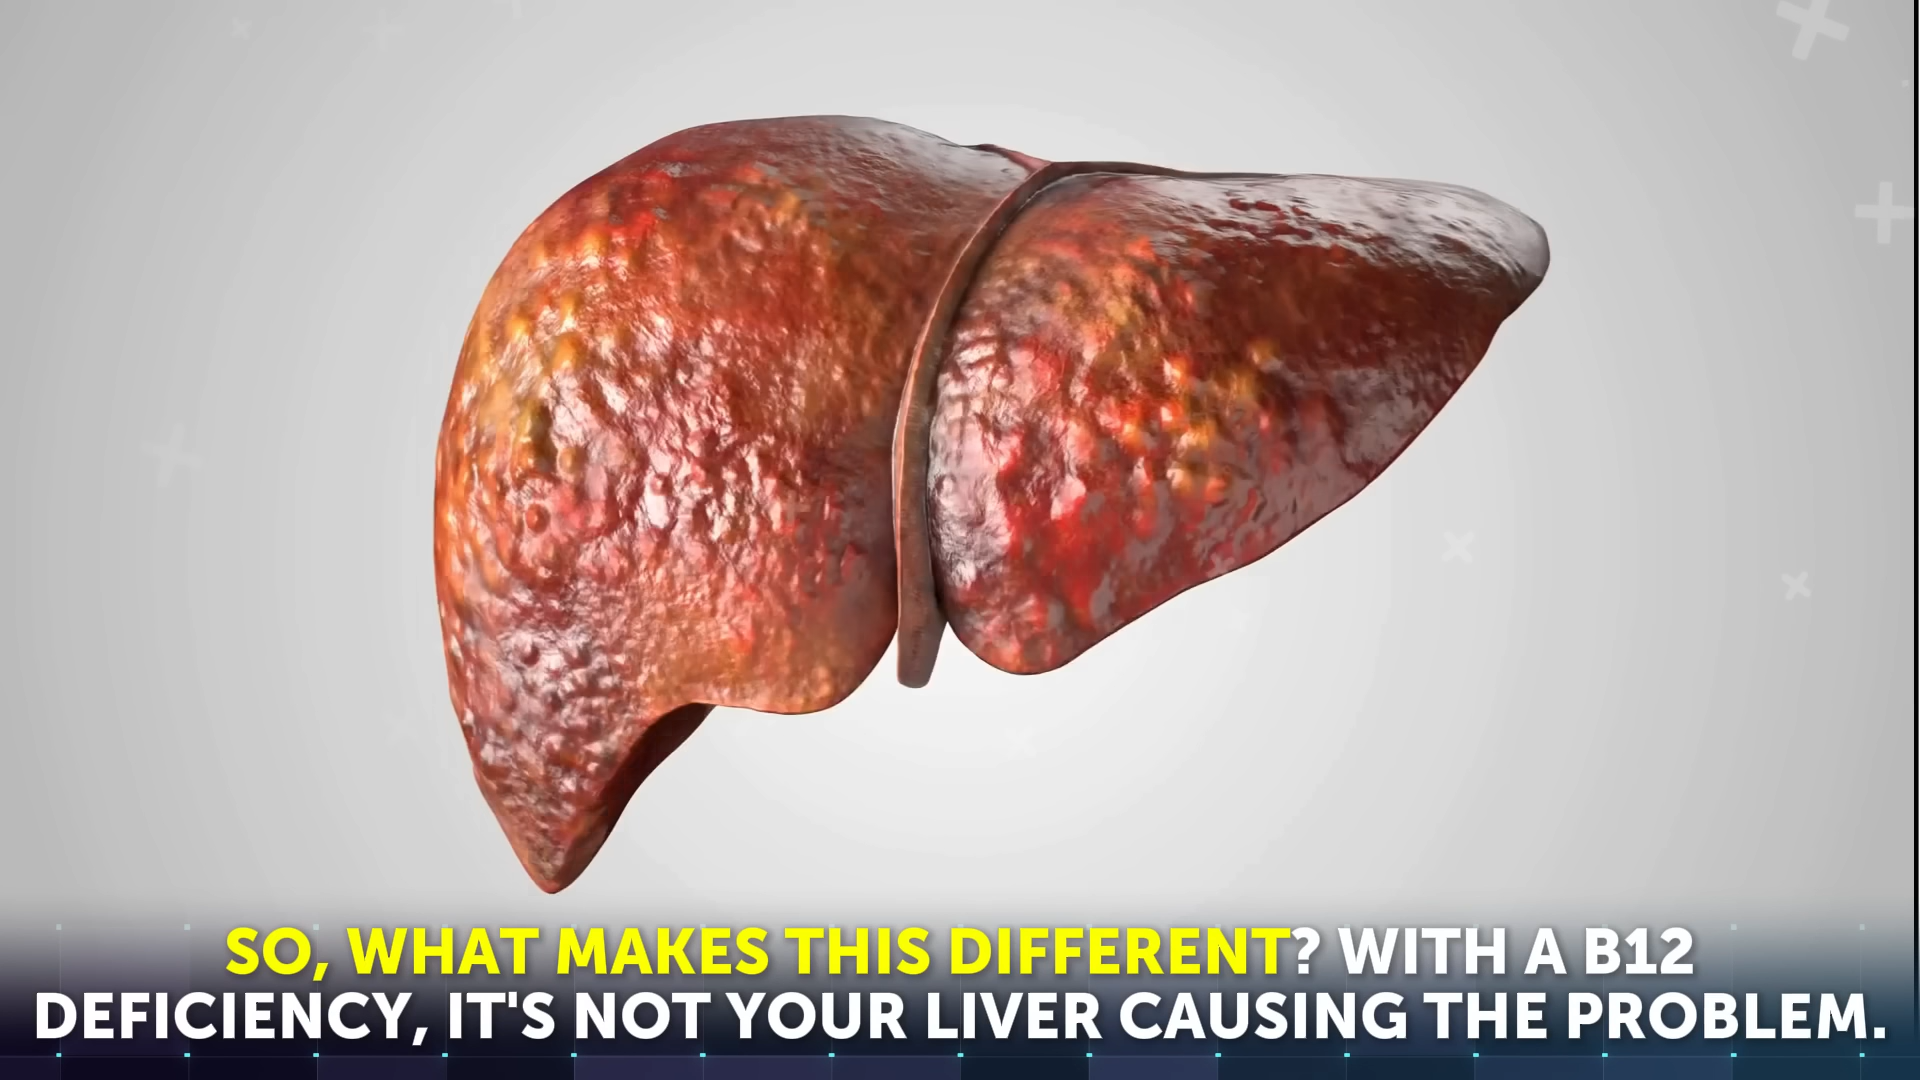 SO, WHAT MAKES THIS DIFFERENT? WITH A B12
DEFICIENCY, IT'S NOT YOUR LIVER CAUSING THE PROBLEM.